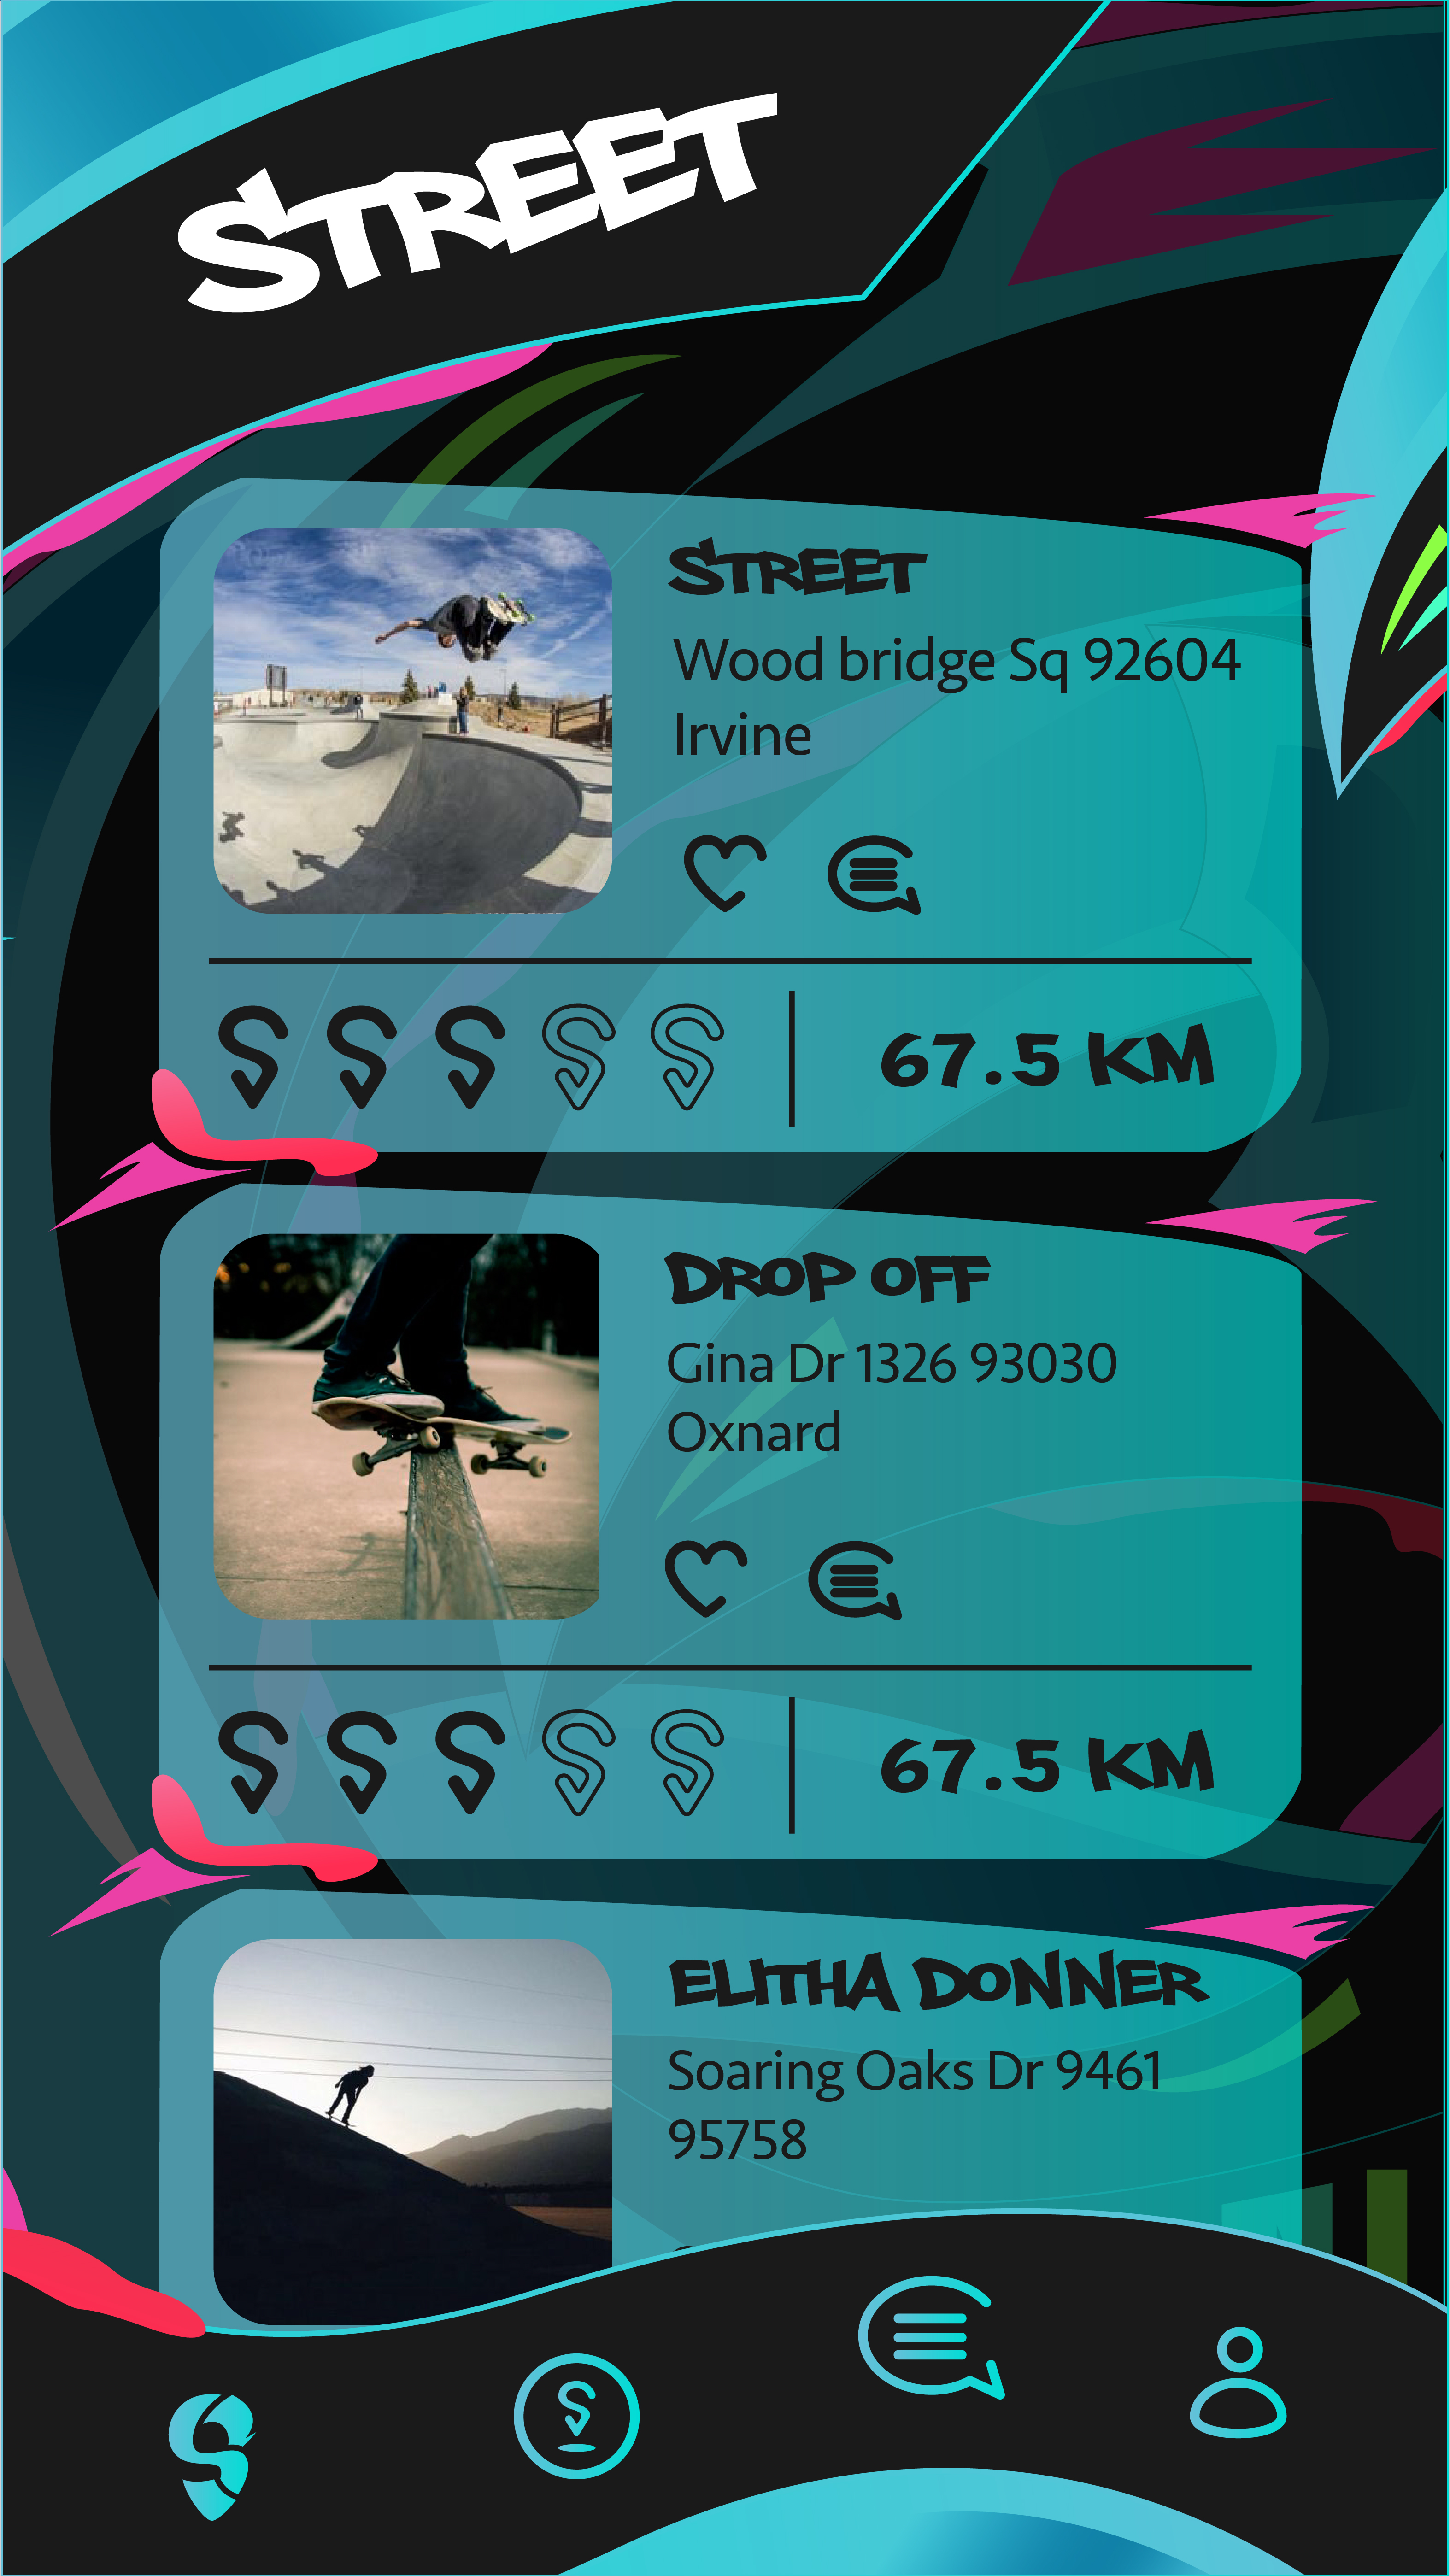 STREET
STREET
Wood bridge Sq 92604
Irvine
67.5 KM
DROP OFF
Gina Dr 1326 93030
Oxnard
67.5 KM
ELITHA DONNER
Soaring Oaks Dr 9461
95758